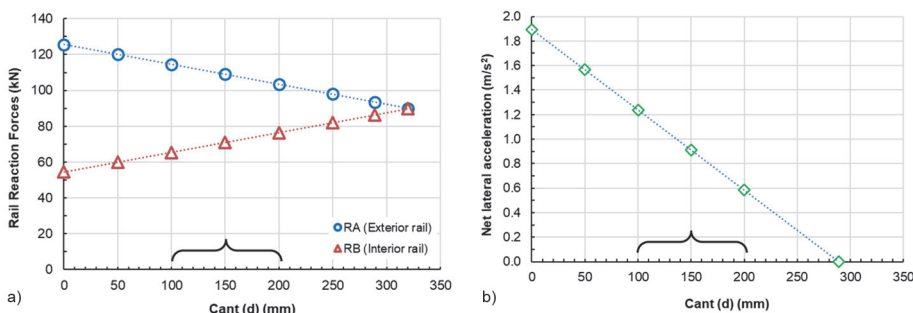 140
120
100
80
60
40
20
0
Rail Reaction Forces (kN)
RA (Exterior rail)
RB (Interior rail)
0 50 100 150 200 250 300 350
Cant (d) (mm)
a)
2.0
1.8
1.6
1.4
1.2
1.0
0.8
0.6
0.4
0.2
0.0
Net lateral acceleration (m/s²)
0 50 100 150 200 250 300 350
Cant (d) (mm)
b)